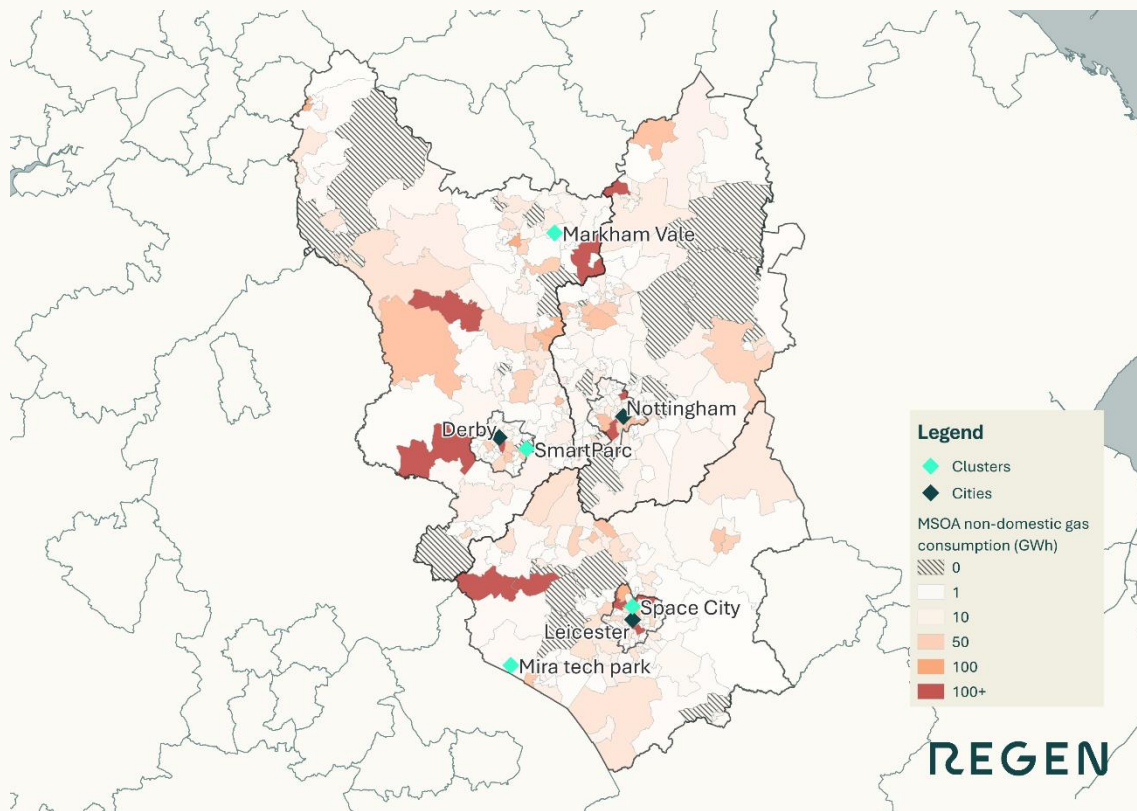 Markham Vale
Nottingham
Derby
SmartParc
Space City
Leicester
Mira tech park
Legend
Clusters
Cities
MSOA non-domestic gas
consumption (GWh)
0
1
10
50
100
100+
REGEN